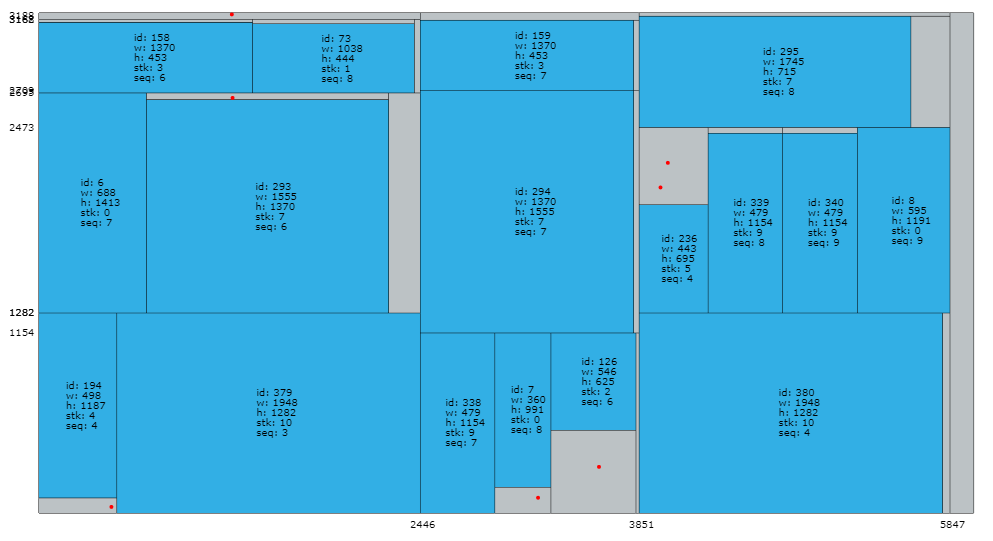 3188
3162
2709
2695
2473
1282
1154
id: 158
w: 1370
h: 453
stk: 3
seq: 6
id: 73
w: 1038
h: 444
stk: 1
seq: 8
id: 159
w: 1370
h: 453
stk: 3
seq: 7
id: 295
w: 1745
h: 715
stk: 7
seq: 8
id: 6
w: 688
h: 1413
stk: 0
seq: 7
id: 293
w: 1555
h: 1370
stk: 7
seq: 6
id: 294
w: 1370
h: 1555
stk: 7
seq: 7
id: 236
w: 443
h: 695
stk: 5
seq: 4
id: 339
w: 479
h: 1154
stk: 9
seq: 8
id: 340
w: 479
h: 1154
stk: 9
seq: 9
id: 8
w: 595
h: 1191
stk: 0
seq: 9
id: 194
w: 498
h: 1187
stk: 4
seq: 4
id: 379
w: 1948
h: 1282
stk: 10
seq: 3
id: 338
w: 479
h: 1154
stk: 9
seq: 7
id: 7
w: 360
h: 991
stk: 0
seq: 8
id: 126
w: 546
h: 625
stk: 2
seq: 6
id: 380
w: 1948
h: 1282
stk: 10
seq: 4
2446
3851
5847